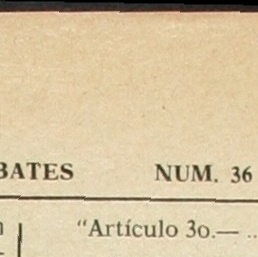 BATES NUM. 36
"Artículo 3o.— ..